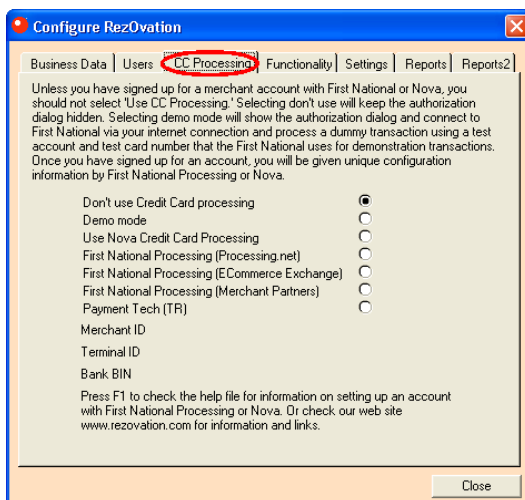 Configure RezOvation
Business Data Users CC Processing Functionality Settings Reports Reports2
Unless you have signed up for a merchant account with First National or Nova, you
should not select 'Use CC Processing.' Selecting don't use will keep the authorization
dialog hidden. Selecting demo mode will show the authorization dialog and connect to
First National via your internet connection and process a dummy transaction using a test
account and test card number that the First National uses for demonstration transactions.
Once you have signed up for an account, you will be given unique configuration
information by First National Processing or Nova.
Don't use Credit Card processing
Demo mode
Use Nova Credit Card Processing
First National Processing (Processing.net)
First National Processing (ECommerce Exchange)
First National Processing (Merchant Partners)
Payment Tech (TR)
Merchant ID
Terminal ID
Bank BIN
Press F1 to check the help file for information on setting up an account
with First National Processing or Nova. Or check our web site
www.rezovation.com for information and links.
Close